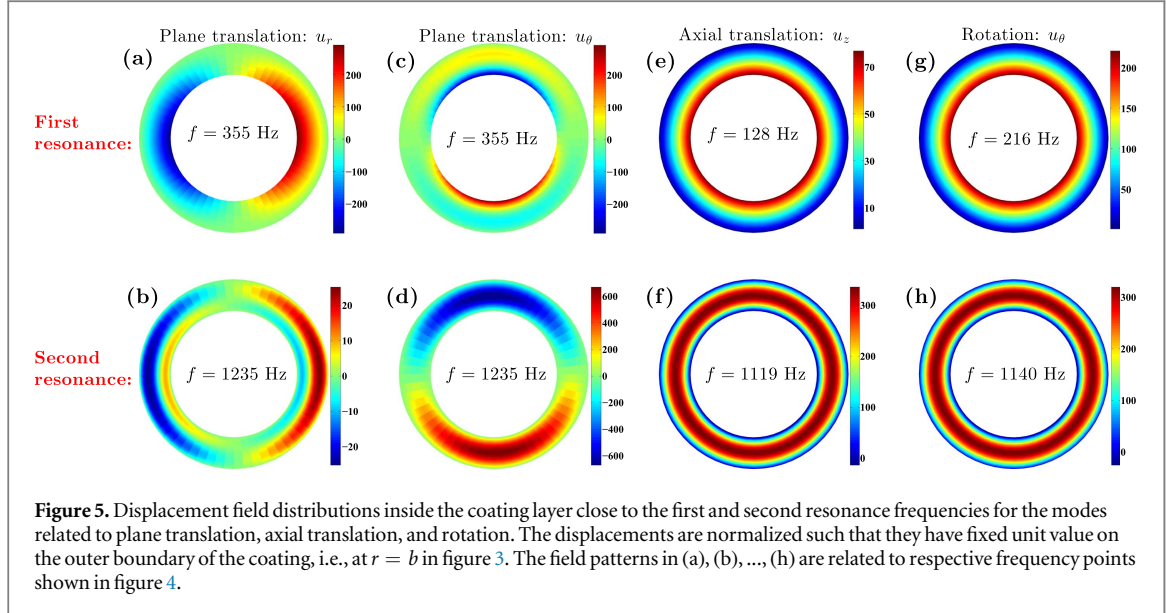 Plane translation: u_r
Plane translation: u_θ
Axial translation: u_z
Rotation: u_θ
(a)
(c)
(e)
(g)
First
resonance:
f = 355 Hz
200
100
0
−100
−200
f = 355 Hz
200
100
0
−100
−200
f = 128 Hz
70
50
30
10
f = 216 Hz
200
150
100
50
(b)
(d)
(f)
(h)
Second
resonance:
f = 1235 Hz
20
10
0
−10
−20
f = 1235 Hz
600
400
200
0
−200
−400
−600
f = 1119 Hz
300
200
100
0
f = 1140 Hz
300
200
100
0
Figure 5. Displacement field distributions inside the coating layer close to the first and second resonance frequencies for the modes
related to plane translation, axial translation, and rotation. The displacements are normalized such that they have fixed unit value on
the outer boundary of the coating, i.e., at r = b in figure 3. The field patterns in (a), (b), ..., (h) are related to respective frequency points
shown in figure 4.